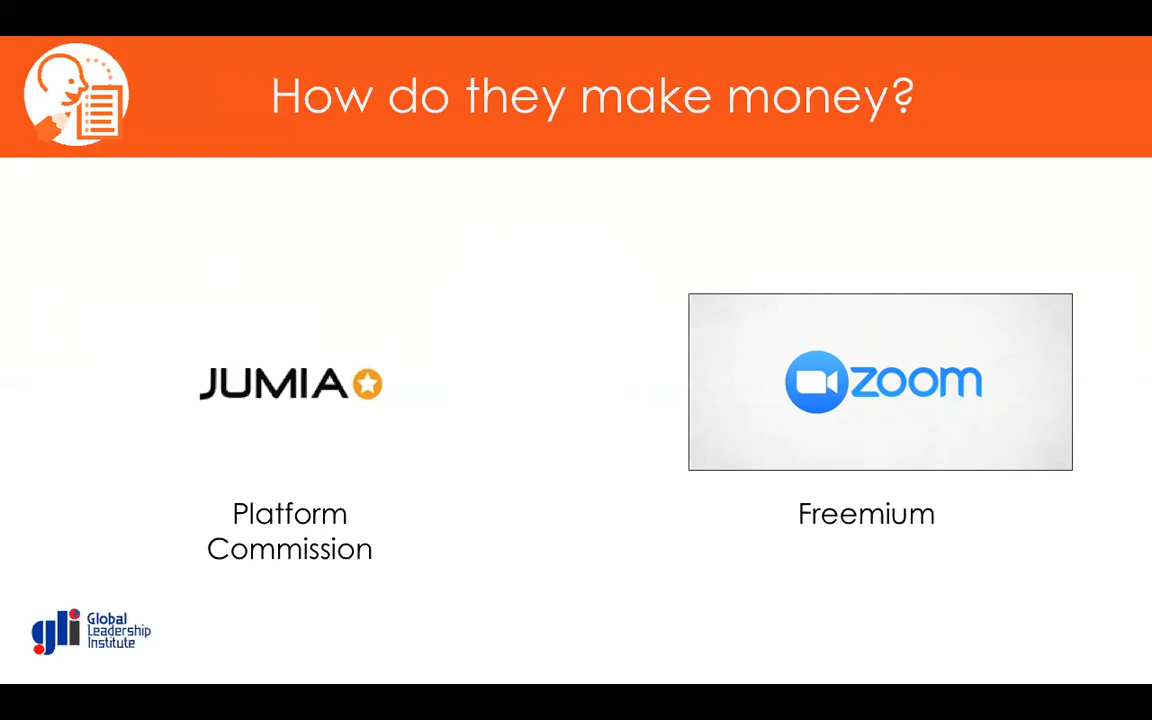 How do they make money?
JUMIA
zoom
Platform
Commission
Freemium
gli Global
Leadership
Institute